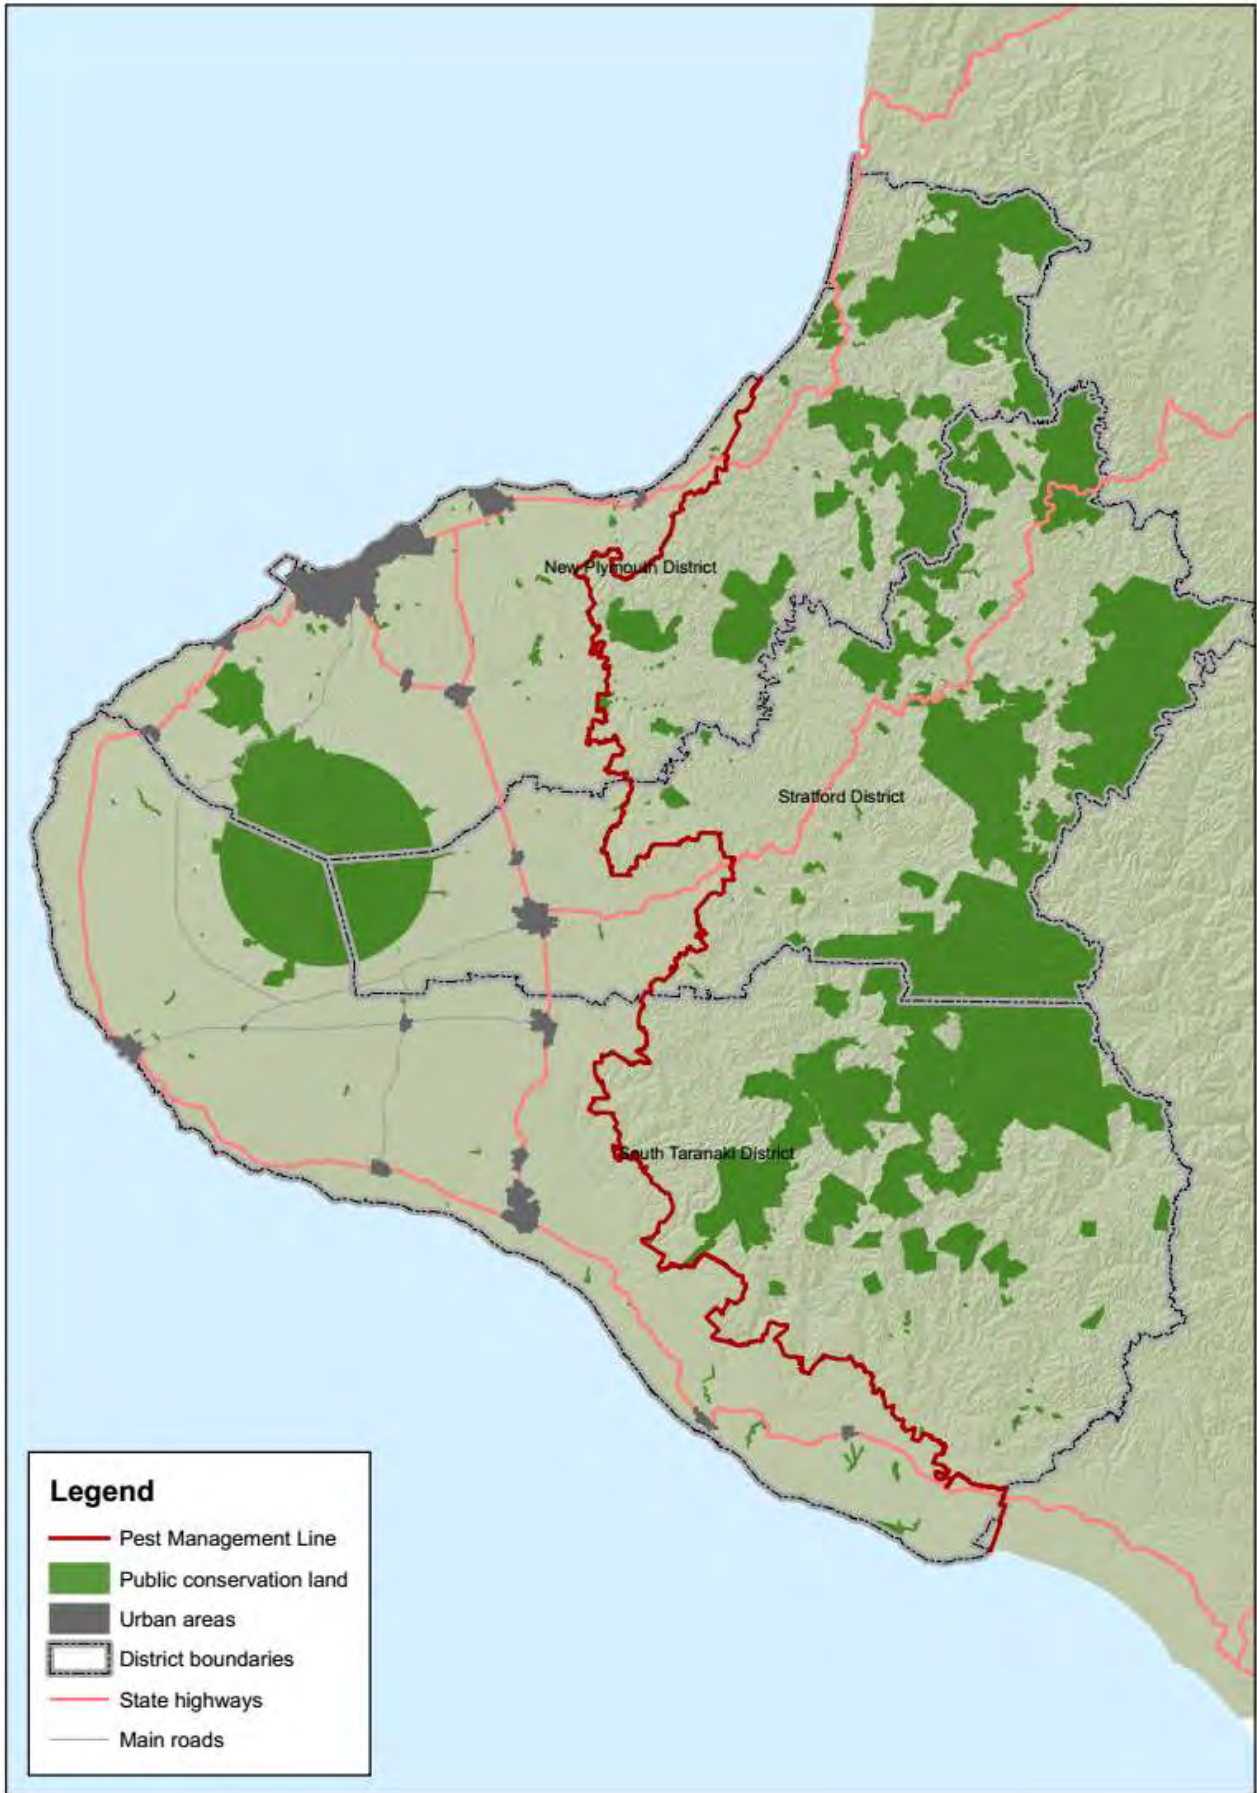 New Plymouth District
Stratford District
South Taranaki District
Legend
Pest Management Line
Public conservation land
Urban areas
District boundaries
State highways
Main roads